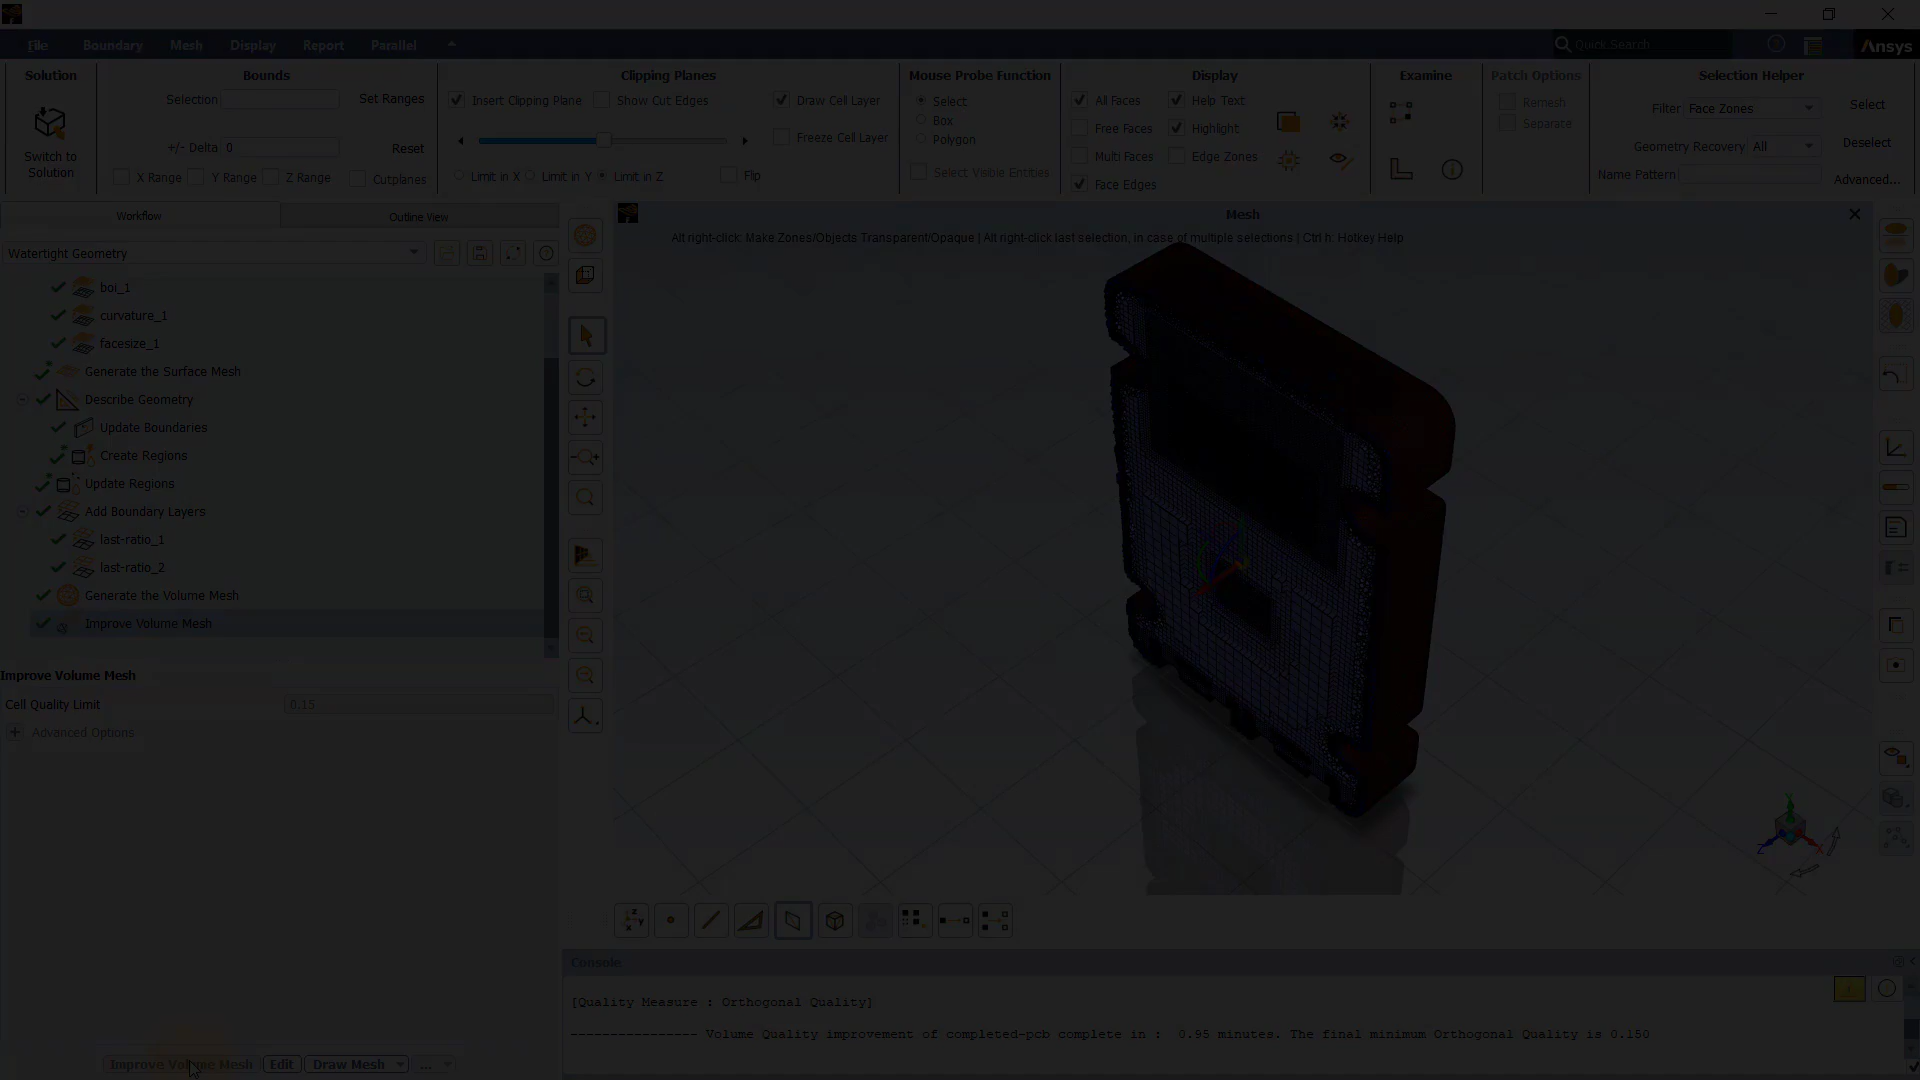 File Boundary Mesh Display Report Parallel
Quick Search
Ansys
Solution
Switch to
Solution
Bounds
Selection
Set Ranges
+/- Delta 0
Reset
X Range Y Range Z Range Cutplanes
Clipping Planes
Insert Clipping Plane Show Cut Edges Draw Cell Layer
Freeze Cell Layer
Limit in X Limit in Y Limit in Z Flip
Mouse Probe Function
Select
Box
Polygon
Select Visible Entities
Display
All Faces Help Text
Free Faces Highlight
Multi Faces Edge Zones
Face Edges
Examine
Patch Options
Remesh
Separate
Selection Helper
Filter Face Zones Select
Geometry Recovery All Deselect
Name Pattern Advanced...
Workflow
Outline View
Watertight Geometry
boi_1
curvature_1
facesize_1
Generate the Surface Mesh
Describe Geometry
Update Boundaries
Create Regions
Update Regions
Add Boundary Layers
last-ratio_1
last-ratio_2
Generate the Volume Mesh
Improve Volume Mesh
Improve Volume Mesh
Cell Quality Limit 0.15
Advanced Options
Improve Volume Mesh Edit Draw Mesh ...
Mesh
Alt right-click: Make Zones/Objects Transparent/Opaque | Alt right-click last selection, in case of multiple selections | Ctrl h: Hotkey Help
Y
Z
X
Console
[Quality Measure : Orthogonal Quality]
---------------- Volume Quality improvement of completed-pcb complete in : 0.95 minutes. The final minimum Orthogonal Quality is 0.150